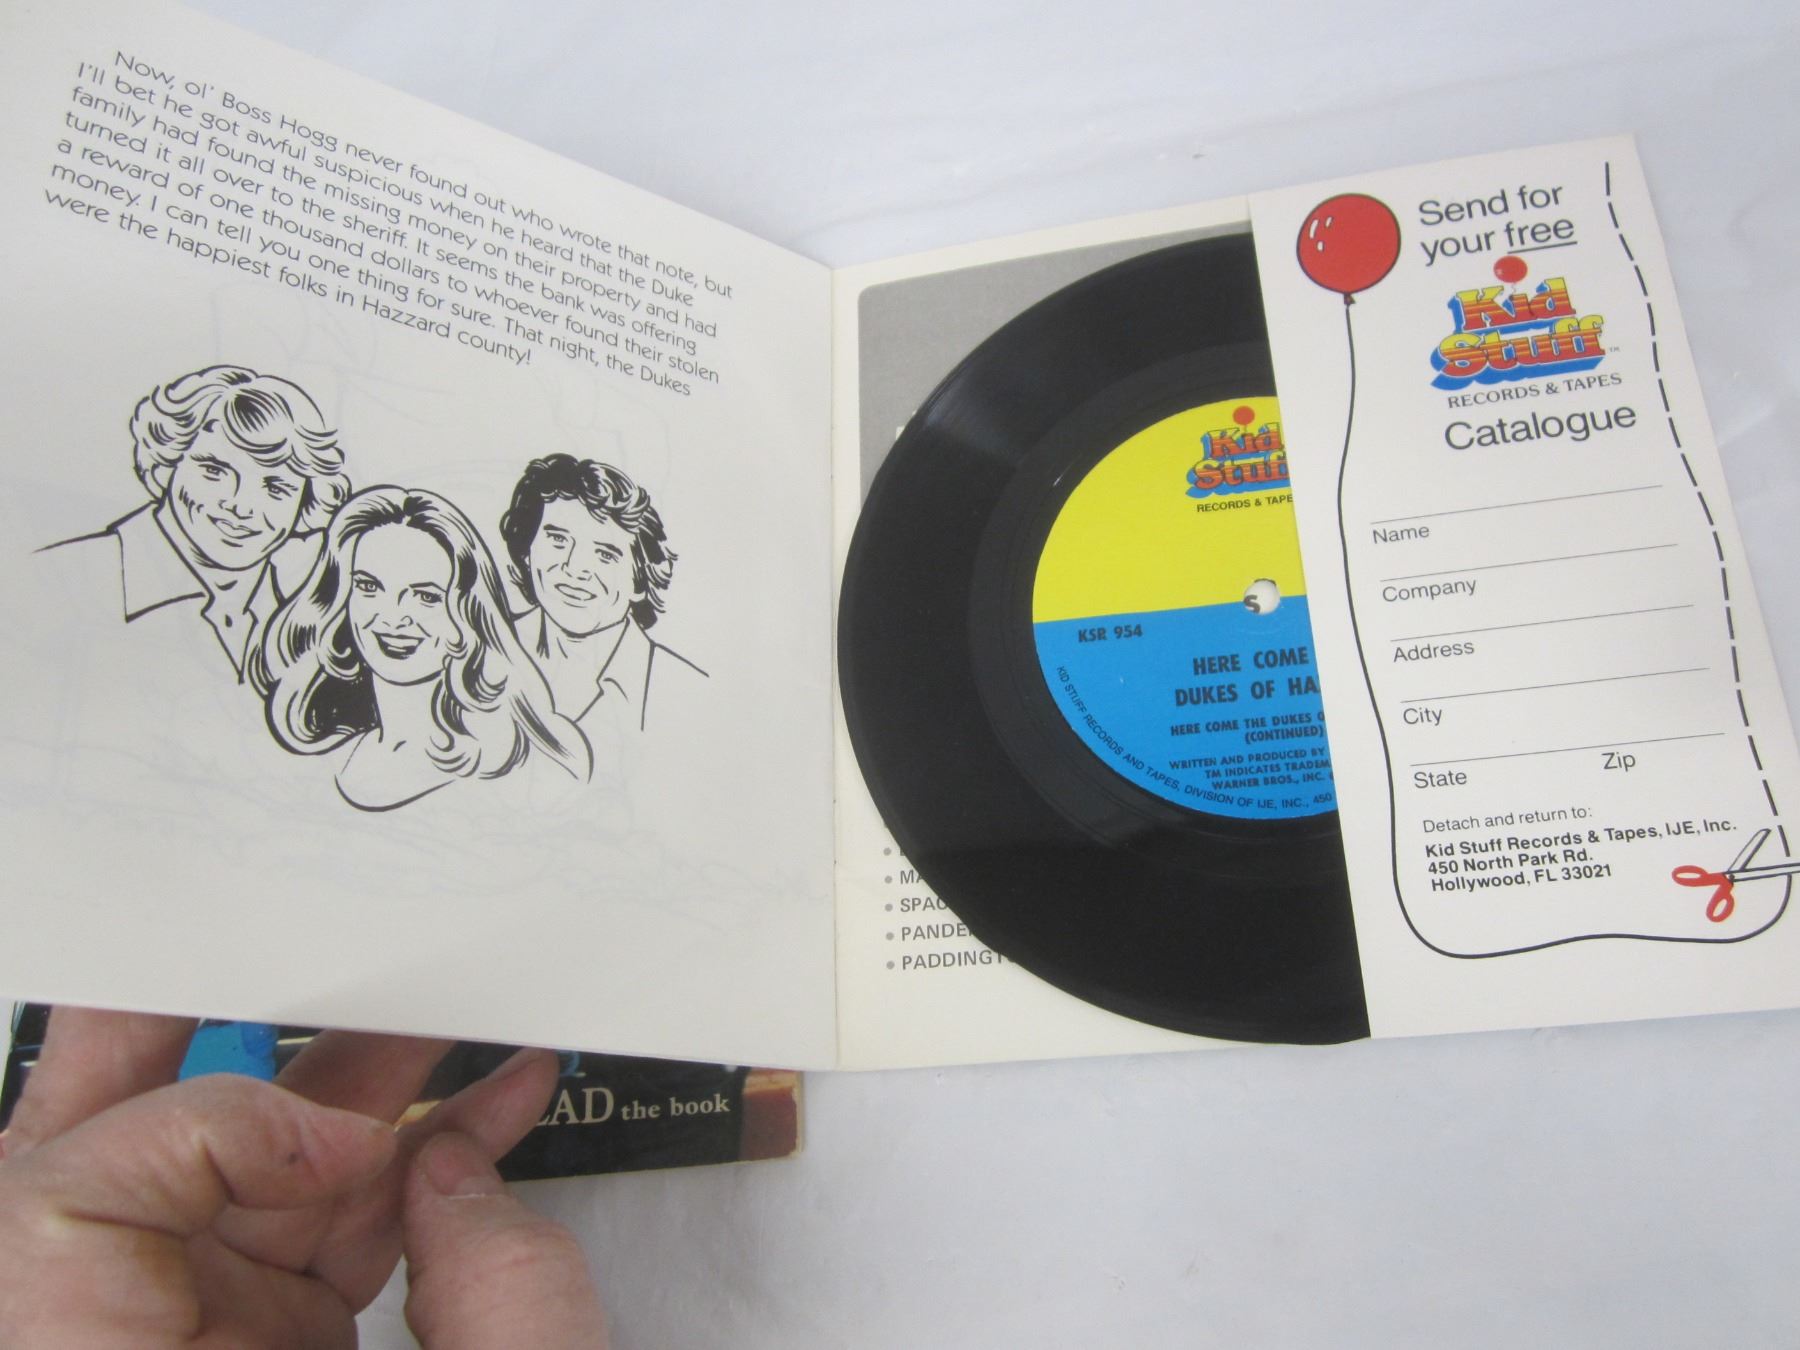 Now, ol' Boss Hogg never found out who wrote that note, but
I'll bet he got awful suspicious when he heard that the Duke
family had found the missing money on their property and had
turned it all over to the sheriff. It seems the bank was offering
a reward of one thousand dollars to whoever found their stolen
money. I can tell you one thing for sure. That night, the Dukes
were the happiest folks in Hazzard county!
Kid
Stuff
RECORDS & TAPE
KSR 954
HERE COME
DUKES OF HA
HERE COME THE DUKES O
(CONTINUED)
WRITTEN AND PRODUCED BY
TM INDICATES TRADEM
WARNER BROS., INC.
KID STUFF RECORDS AND TAPES, DIVISION OF IJE, INC., 450
MA
SPAC
PANDE
PADDINGT
Send for
your free
Kid
Stuff™
RECORDS & TAPES
Catalogue
Name
Company
Address
City
State Zip
Detach and return to:
Kid Stuff Records & Tapes, IJE, Inc.
450 North Park Rd.
Hollywood, FL 33021
EAD the book